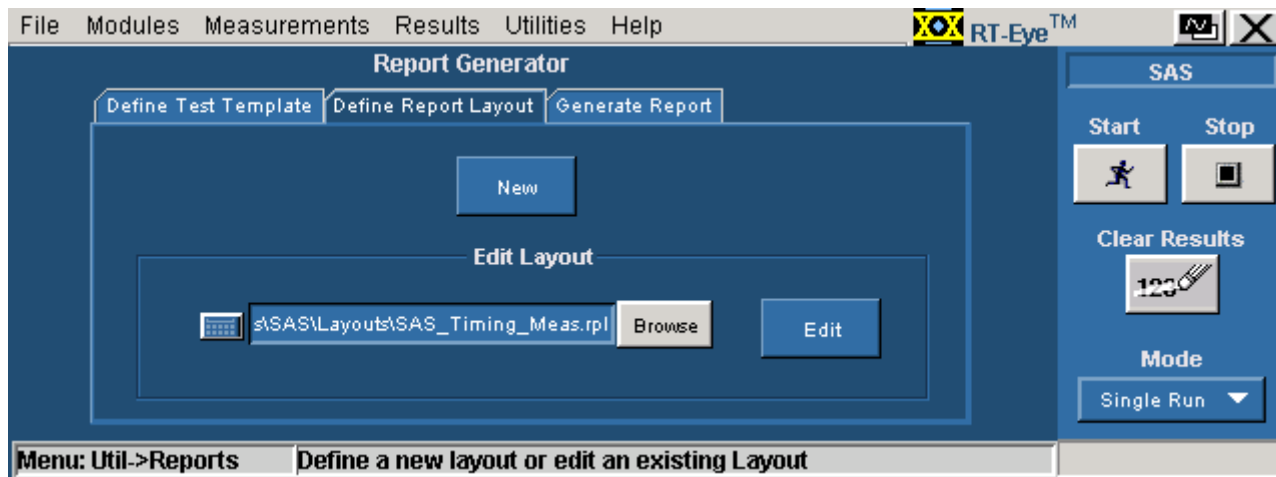 File Modules Measurements Results Utilities Help RT-Eye™
Report Generator
Define Test Template Define Report Layout Generate Report
New
Edit Layout
s\SAS\Layouts\SAS_Timing_Meas.rpl Browse Edit
SAS
Start Stop
Clear Results
123
Mode
Single Run
Menu: Util->Reports Define a new layout or edit an existing Layout